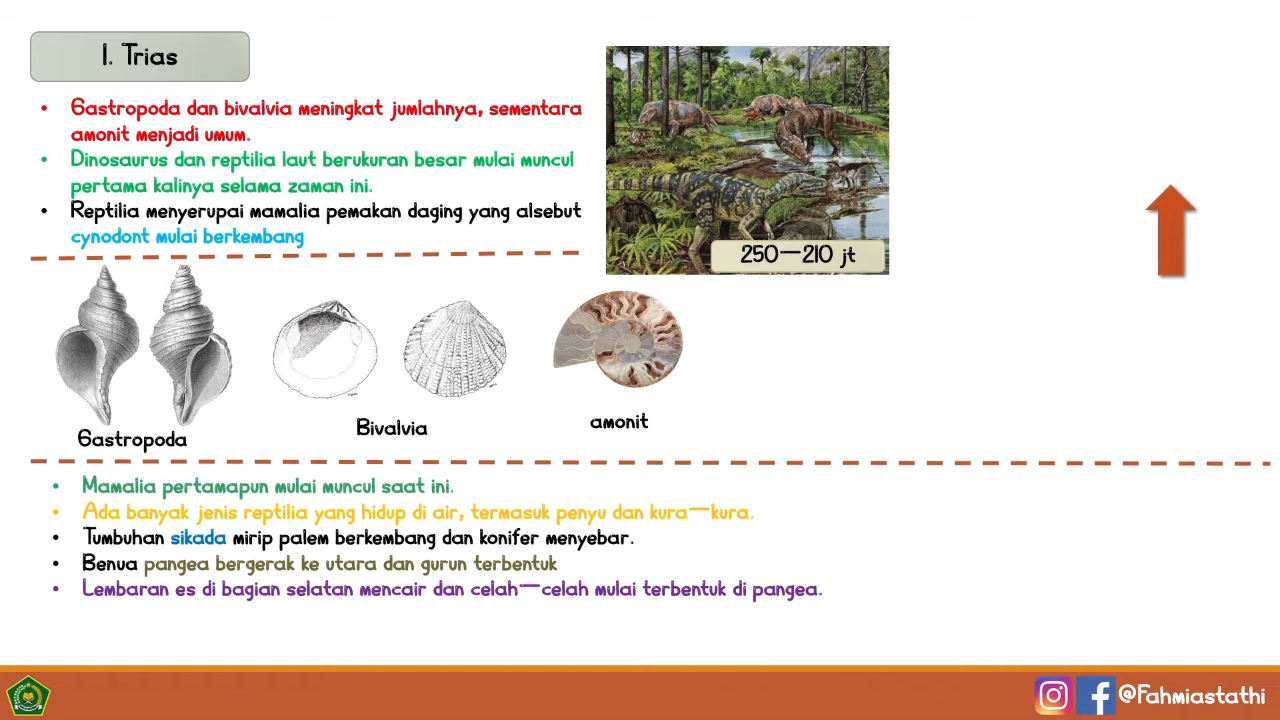 1. Trias
• Gastropoda dan bivalvia meningkat jumlahnya, sementara
amonit menjadi umum.
• Dinosaurus dan reptilia laut berukuran besar mulai muncul
pertama kalinya selama zaman ini.
• Reptilia menyerupai mamalia pemakan daging yang alsebut
cynodont mulai berkembang
250–210 jt
Gastropoda
Bivalvia
amonit
• Mamalia pertamapun mulai muncul saat ini.
• Ada banyak jenis reptilia yang hidup di air, termasuk penyu dan kura–kura.
• Tumbuhan sikada mirip palem berkembang dan konifer menyebar.
• Benua pangea bergerak ke utara dan gurun terbentuk
• Lembaran es di bagian selatan mencair dan celah–celah mulai terbentuk di pangea.
@Fahmiastathi